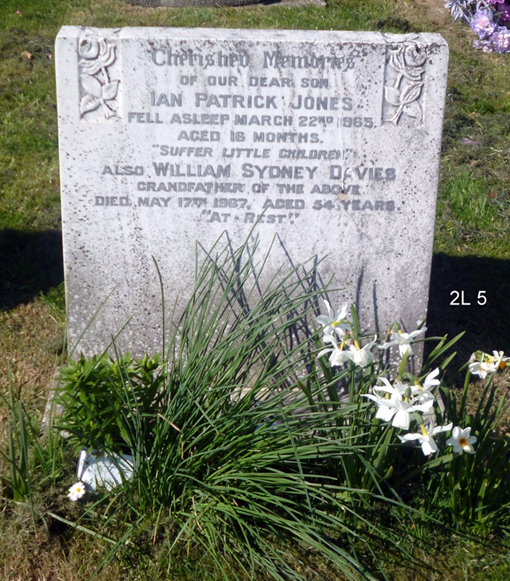 Cherished Memories
OF OUR DEAR SON
IAN PATRICK JONES
FELL ASLEEP MARCH 22ND 1965.
AGED 16 MONTHS.
"SUFFER LITTLE CHILDREN."
ALSO WILLIAM SYDNEY DAVIES
GRANDFATHER OF THE ABOVE
DIED, MAY 17TH 1967, AGED 54 YEARS.
"AT - REST."
2L 5